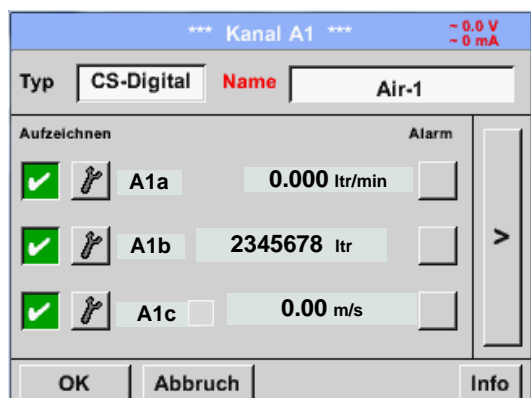 *** Kanal A1 ***
~ 0.0 V
~ 0 mA
Typ CS-Digital Name Air-1
Aufzeichnen Alarm
A1a 0.000 ltr/min
A1b 2345678 ltr
>
A1c 0.00 m/s
OK Abbruch Info